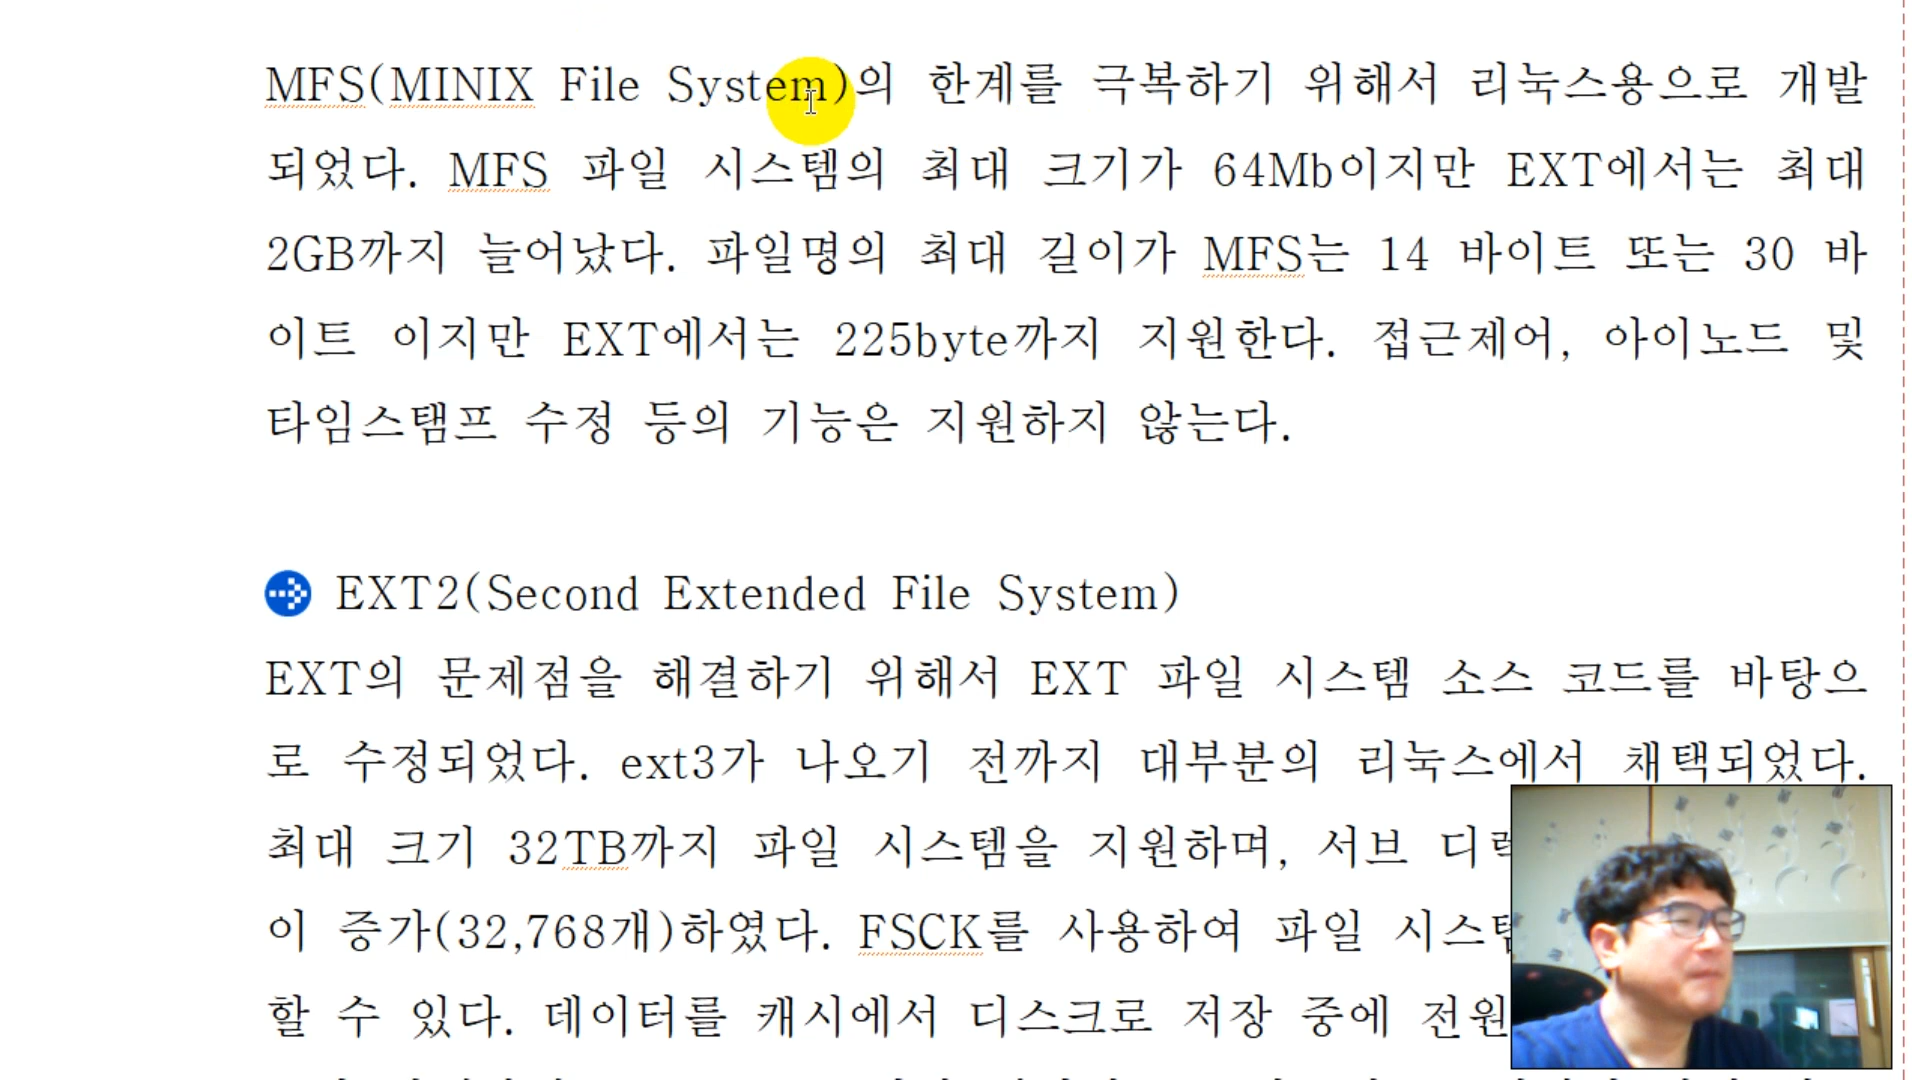 MFS(MINIX File System)의 한계를 극복하기 위해서 리눅스용으로 개발
되었다. MFS 파일 시스템의 최대 크기가 64Mb이지만 EXT에서는 최대
2GB까지 늘어났다. 파일명의 최대 길이가 MFS는 14 바이트 또는 30 바
이트 이지만 EXT에서는 225byte까지 지원한다. 접근제어, 아이노드 및
타임스탬프 수정 등의 기능은 지원하지 않는다.
EXT2(Second Extended File System)
EXT의 문제점을 해결하기 위해서 EXT 파일 시스템 소스 코드를 바탕으
로 수정되었다. ext3가 나오기 전까지 대부분의 리눅스에서 채택되었다.
최대 크기 32TB까지 파일 시스템을 지원하며, 서브
이 증가(32,768개)하였다. FSCK를 사용하여 파일
할 수 있다. 데이터를 캐시에서 디스크로 저장 중에 전원